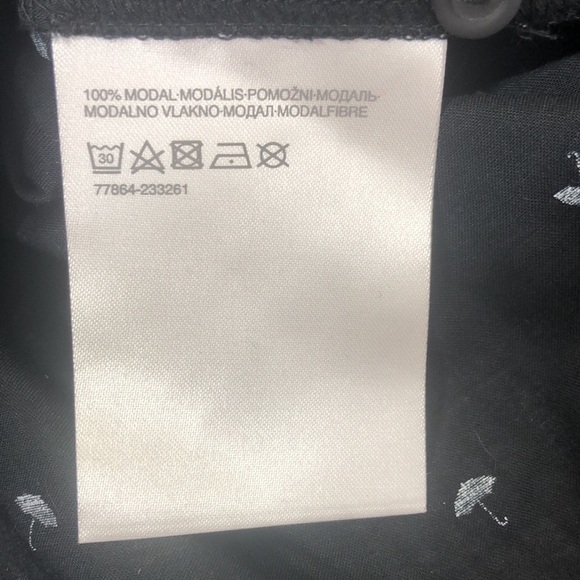 100% MODAL·MODÁLIS·POMOŽNI·МОДАЛЬ·
MODALNO VLAKNO·МОДАЛ·MODALFIBRE
30
77864-233261